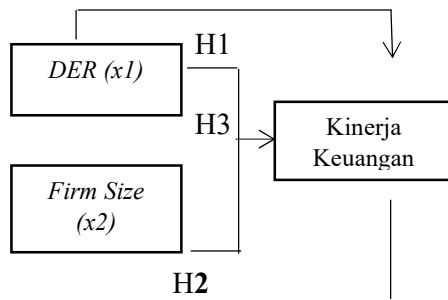 H1
DER (x1)
H3
Kinerja
Keuangan
Firm Size
(x2)
H2